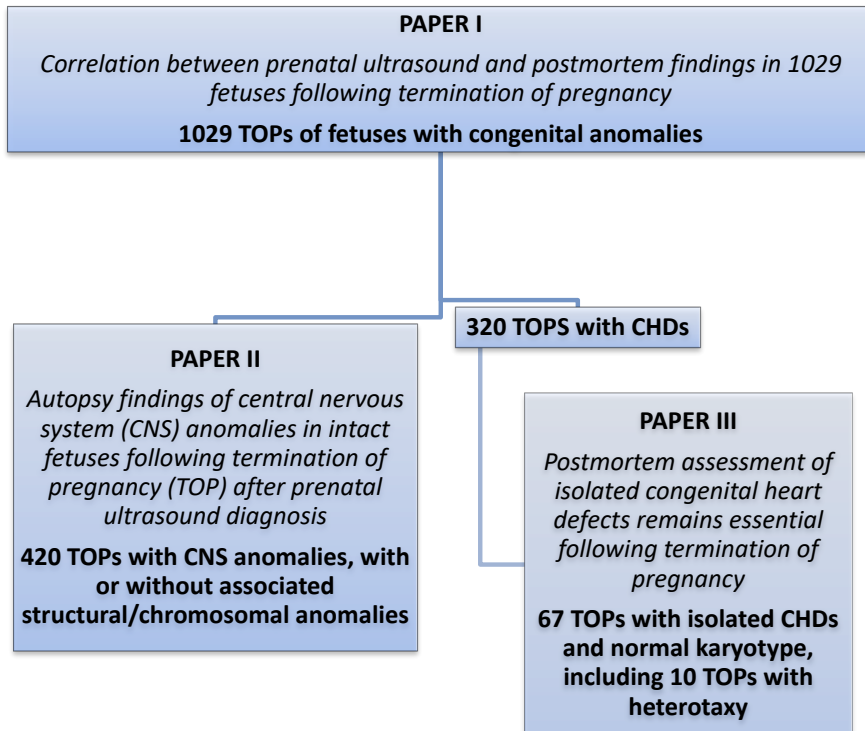 PAPER I
Correlation between prenatal ultrasound and postmortem findings in 1029
fetuses following termination of pregnancy
1029 TOPs of fetuses with congenital anomalies
320 TOPS with CHDs
PAPER II
Autopsy findings of central nervous
system (CNS) anomalies in intact
fetuses following termination of
pregnancy (TOP) after prenatal
ultrasound diagnosis
420 TOPs with CNS anomalies, with
or without associated
structural/chromosomal anomalies
PAPER III
Postmortem assessment of
isolated congenital heart
defects remains essential
following termination of
pregnancy
67 TOPs with isolated CHDs
and normal karyotype,
including 10 TOPs with
heterotaxy